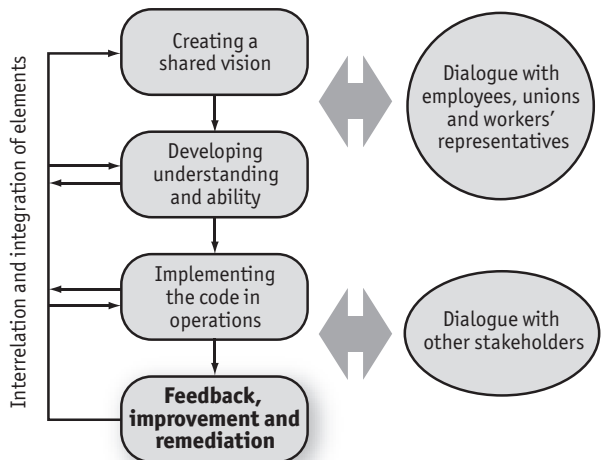 Interrelation and integration of elements
Creating a
shared vision
Developing
understanding
and ability
Implementing
the code in
operations
Feedback,
improvement and
remediation
Dialogue with
employees, unions
and workers'
representatives
Dialogue with
other stakeholders